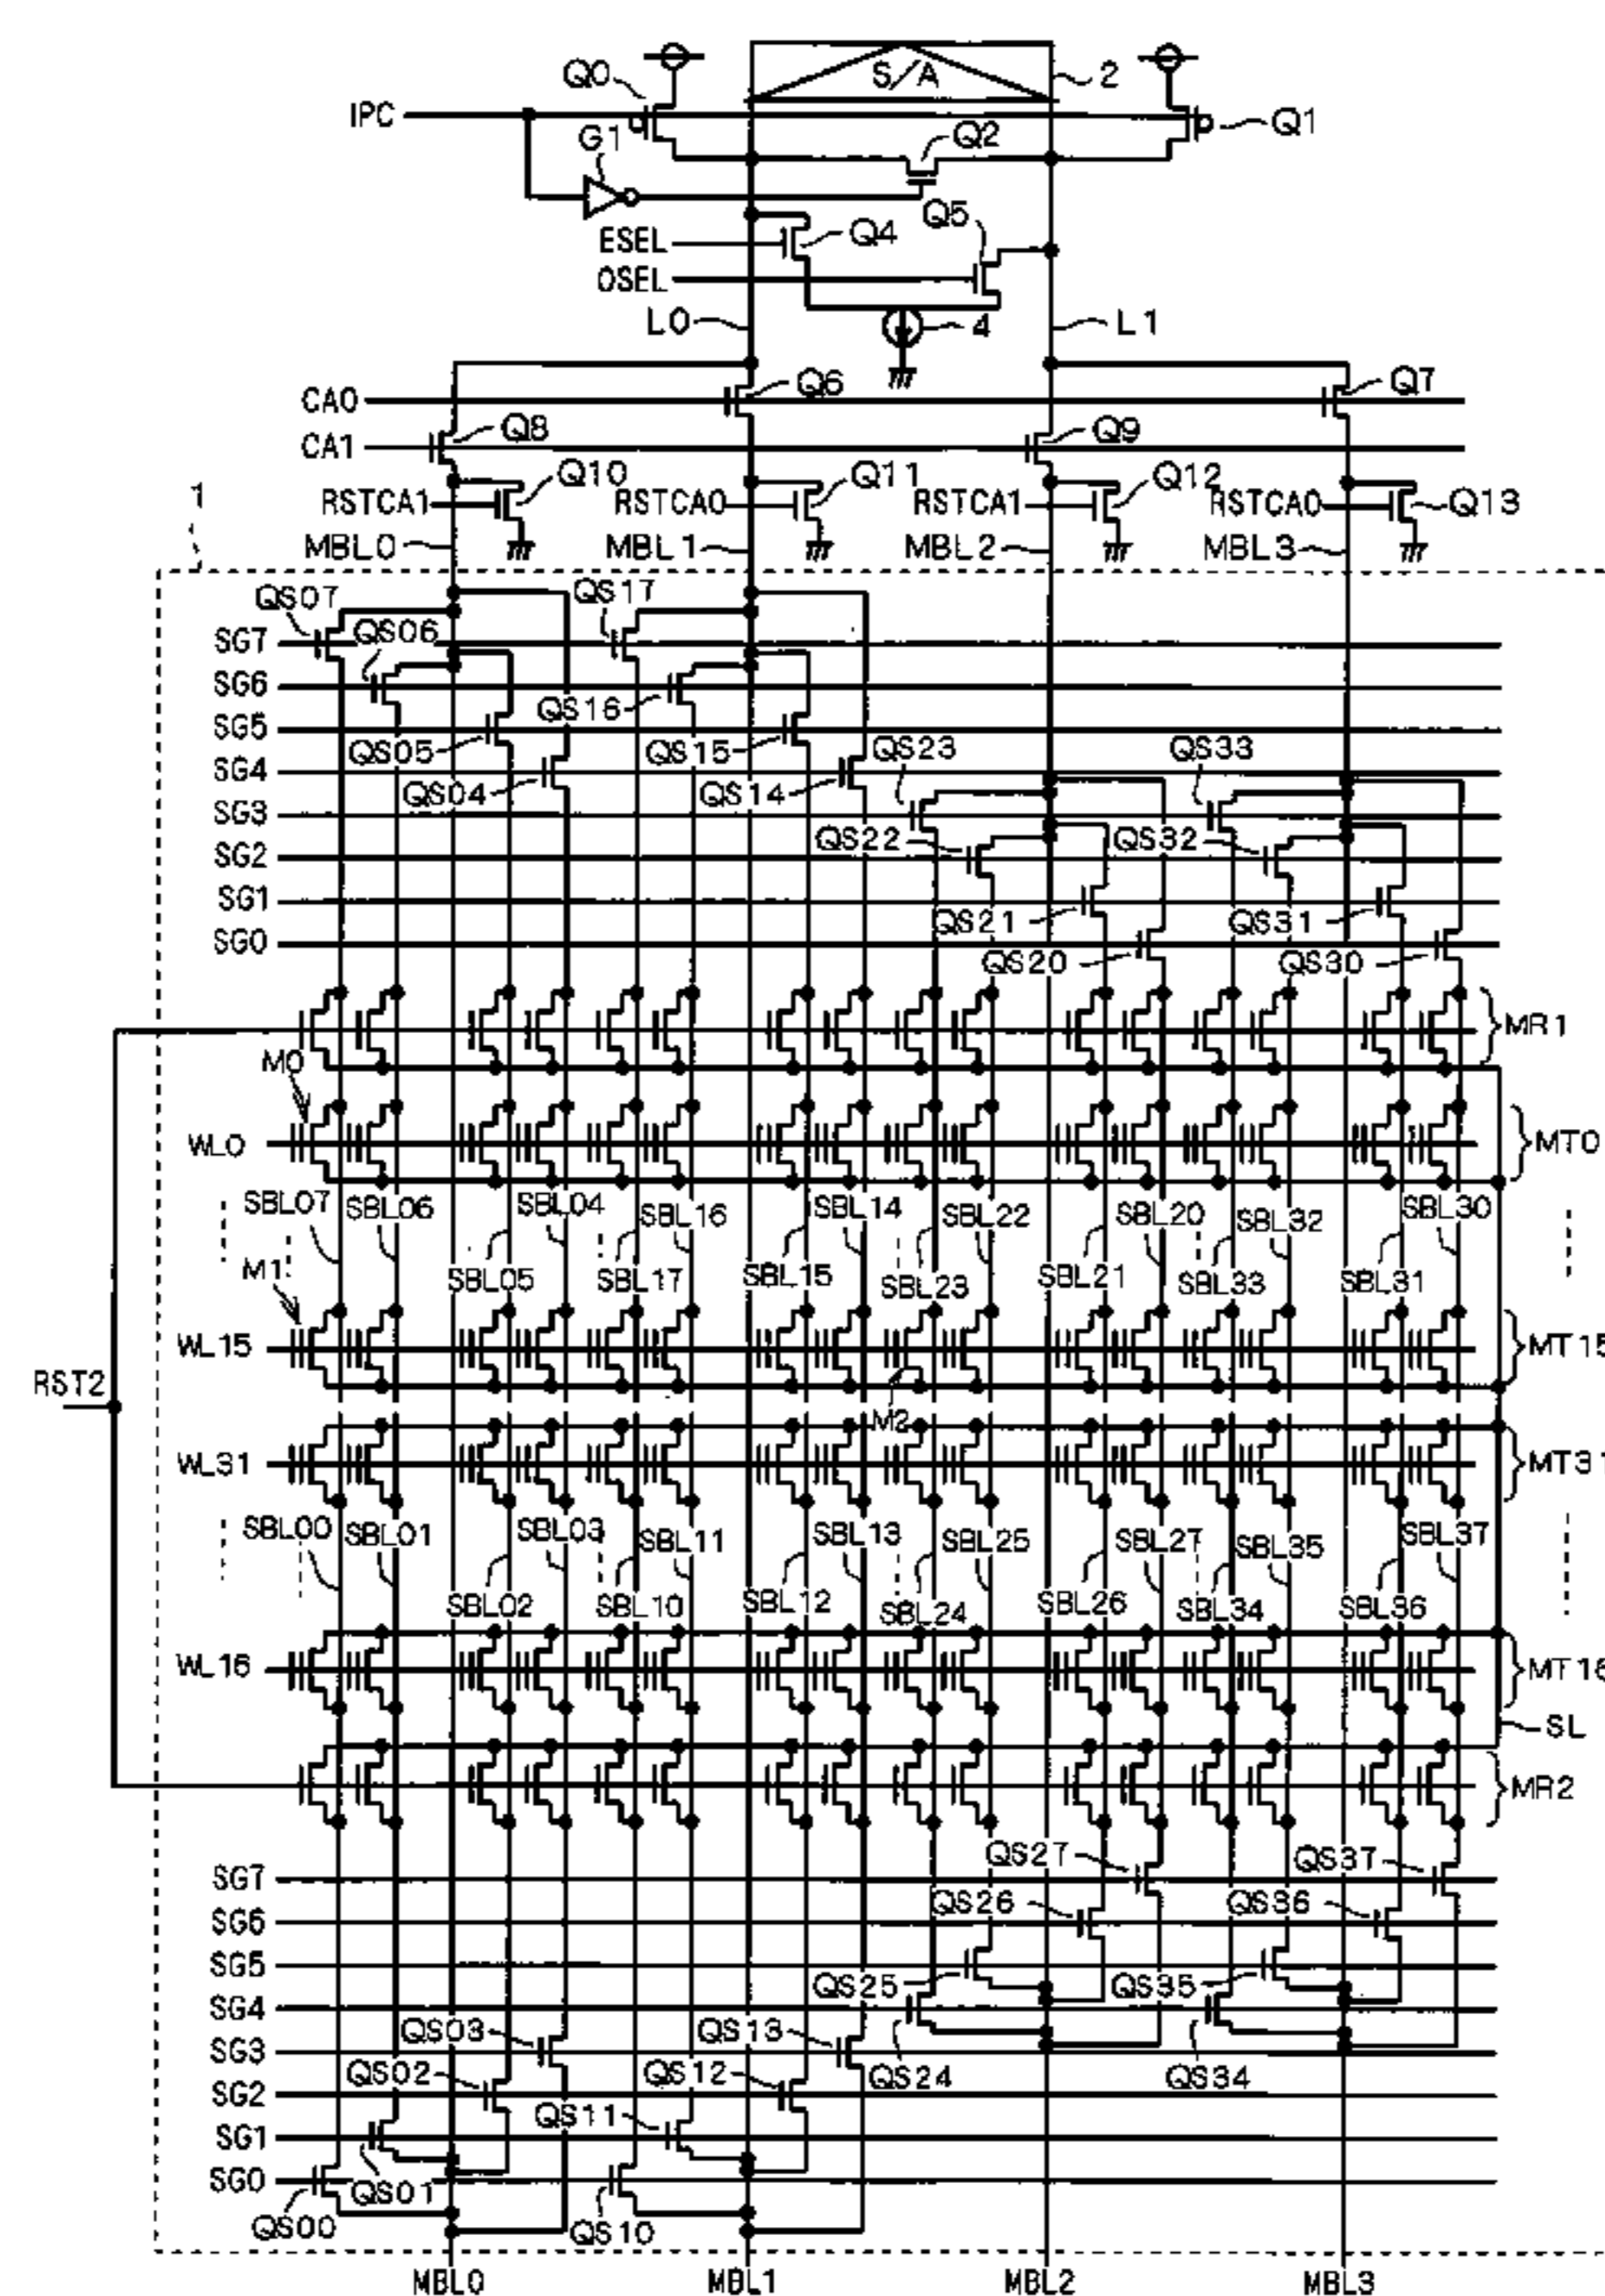 Q0 S/A 2
IPC G1 Q2 Q1
ESEL Q4 Q5
OSEL
L0 4 L1
CA0 Q6 Q7
CA1 Q8 Q9
1 RSTCA1 Q10 RSTCA0 Q11 RSTCA1 Q12 RSTCA0 Q13
MBL0 MBL1 MBL2 MBL3
QS07 QS17
SG7 QS06
SG6 QS16
SG5 QS05 QS15 QS23 QS33
SG4 QS04 QS14
SG3 QS22 QS32
SG2
SG1 QS21 QS31
SG0 QS20 QS30
MR1
M0
WL0 MT0
SBL07 SBL06 SBL04 SBL16 SBL14 SBL22 SBL20 SBL32 SBL30
M1 SBL05 SBL17 SBL15 SBL23 SBL21 SBL33 SBL31
WL15 MT15
RST2 M2
WL31 MT31
SBL00 SBL01 SBL03 SBL11 SBL13 SBL25 SBL27 SBL35 SBL37
SBL02 SBL10 SBL12 SBL24 SBL26 SBL34 SBL36
WL16 MT16
SL
MR2
QS27 QS37
SG7
SG6 QS26 QS36
SG5 QS25 QS35
SG4
SG3 QS03 QS13
SG2 QS02 QS12 QS24 QS34
SG1 QS11
SG0 QS01
QS00 QS10
MBL0 MBL1 MBL2 MBL3